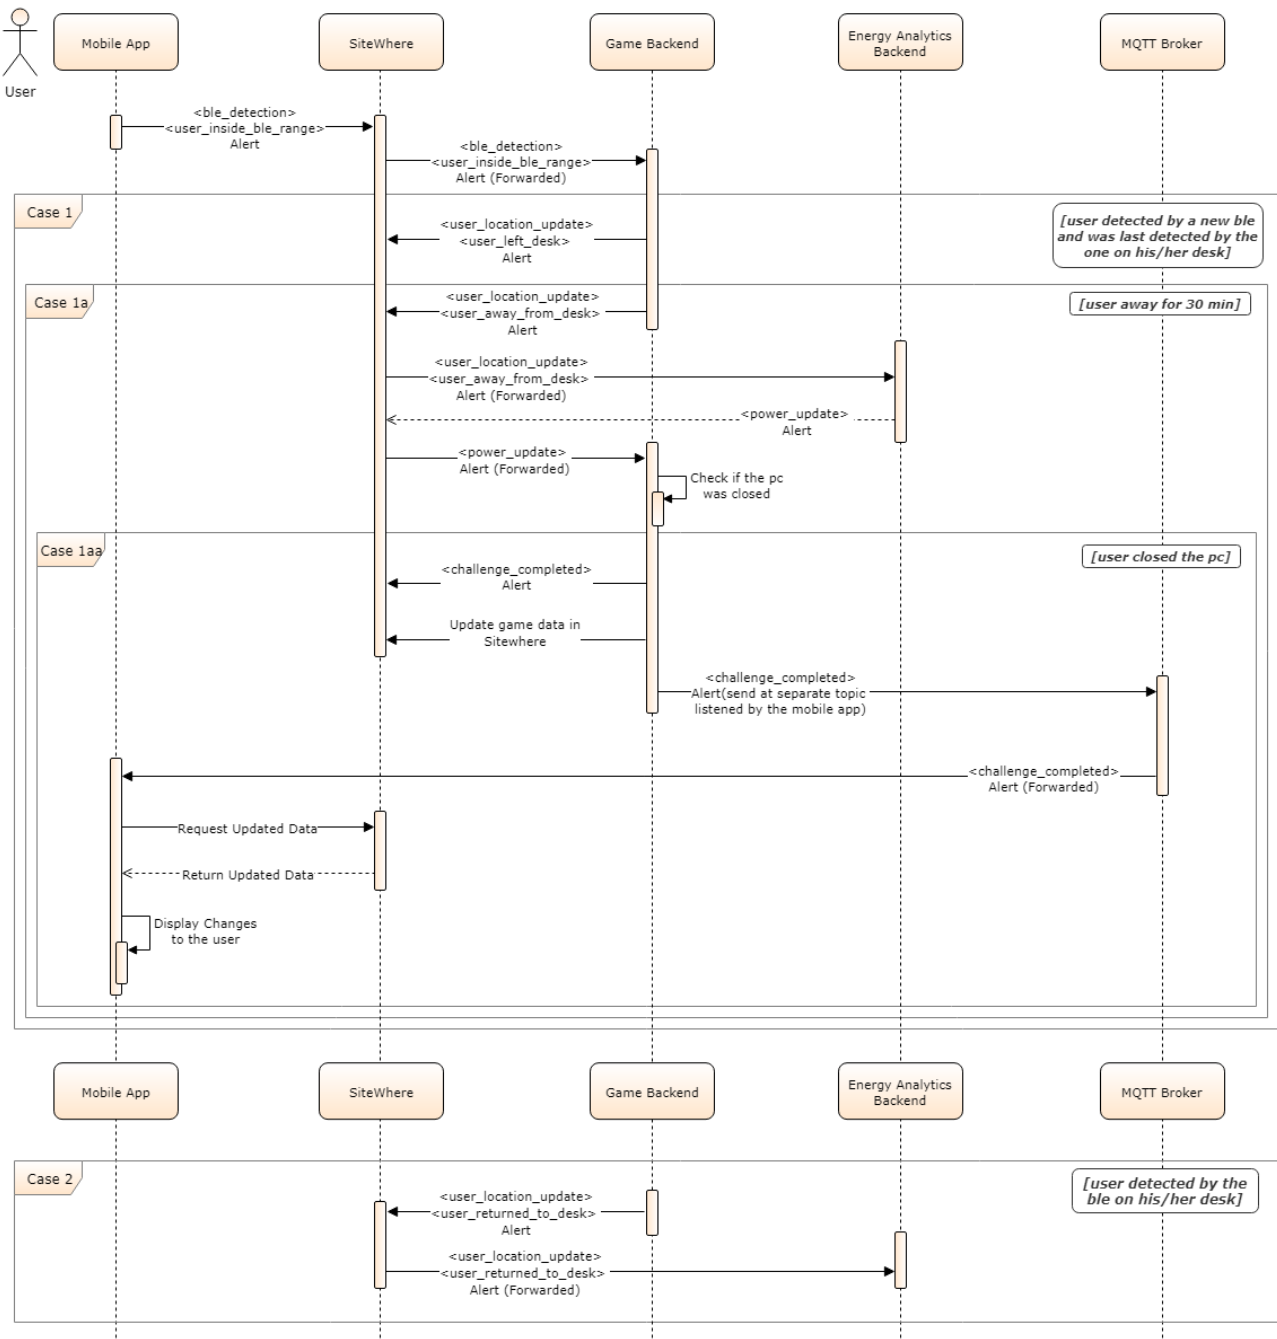 User
Mobile App
SiteWhere
Game Backend
Energy Analytics
Backend
MQTT Broker
<ble_detection>
<user_inside_ble_range>
Alert
<ble_detection>
<user_inside_ble_range>
Alert (Forwarded)
Case 1
[user detected by a new ble
and was last detected by the
one on his/her desk]
<user_location_update>
<user_left_desk>
Alert
Case 1a
[user away for 30 min]
<user_location_update>
<user_away_from_desk>
Alert
<user_location_update>
<user_away_from_desk>
Alert (Forwarded)
<power_update>
Alert
<power_update>
Alert (Forwarded)
Check if the pc
was closed
Case 1aa
[user closed the pc]
<challenge_completed>
Alert
Update game data in
Sitewhere
<challenge_completed>
Alert(send at separate topic
listened by the mobile app)
<challenge_completed>
Alert (Forwarded)
Request Updated Data
Return Updated Data
Display Changes
to the user
Mobile App
SiteWhere
Game Backend
Energy Analytics
Backend
MQTT Broker
Case 2
[user detected by the
ble on his/her desk]
<user_location_update>
<user_returned_to_desk>
Alert
<user_location_update>
<user_returned_to_desk>
Alert (Forwarded)